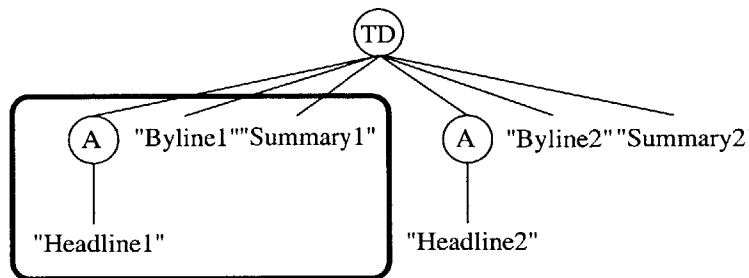 TD
A "Byline1" "Summary1" A "Byline2" "Summary2
"Headline1" "Headline2"